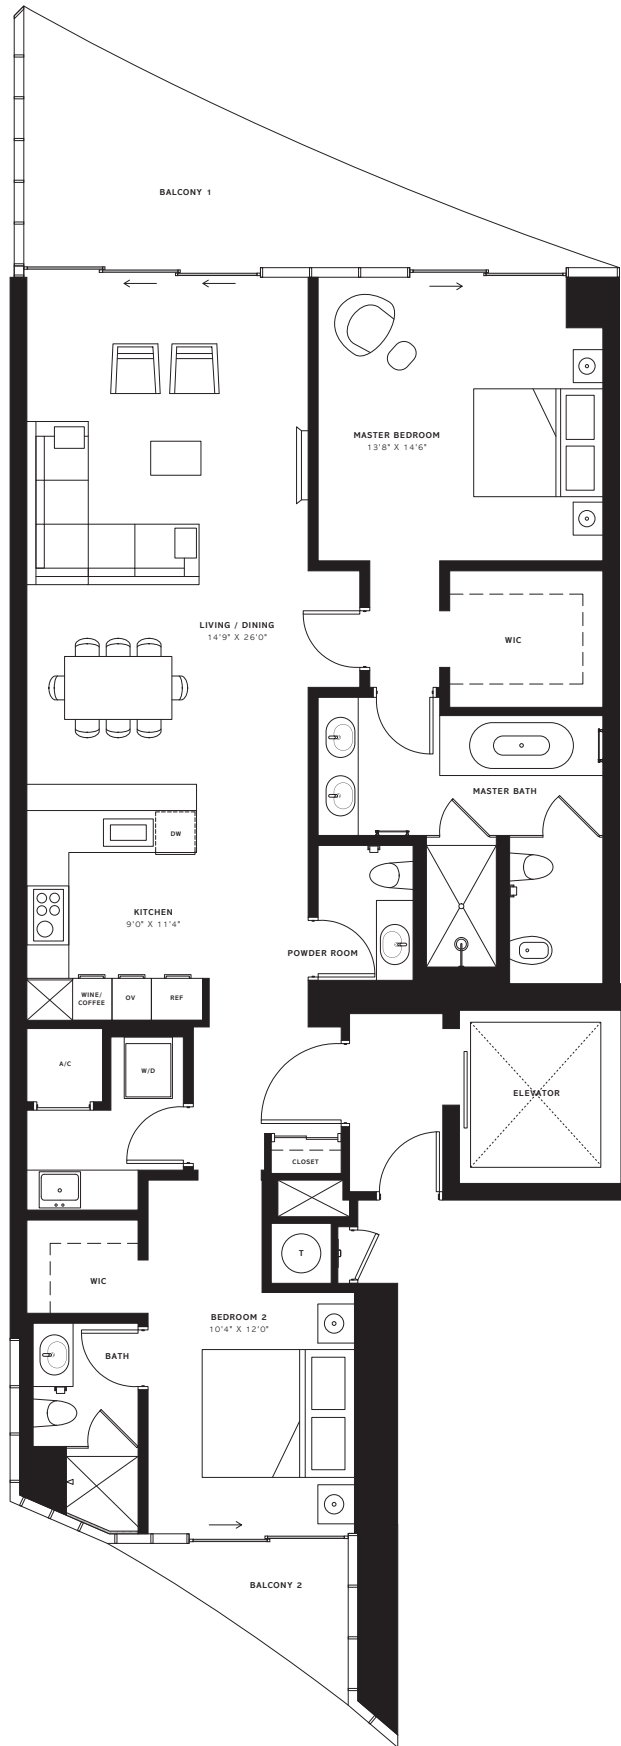 BALCONY 1
MASTER BEDROOM
13'8" X 14'6"
LIVING / DINING
14'9" X 26'0"
WIC
MASTER BATH
DW
KITCHEN
9'0" X 11'4"
POWDER ROOM
WINE/
COFFEE
OV
REF
A/C
W/D
ELEVATOR
CLOSET
T
WIC
BEDROOM 2
10'4" X 12'0"
BATH
BALCONY 2